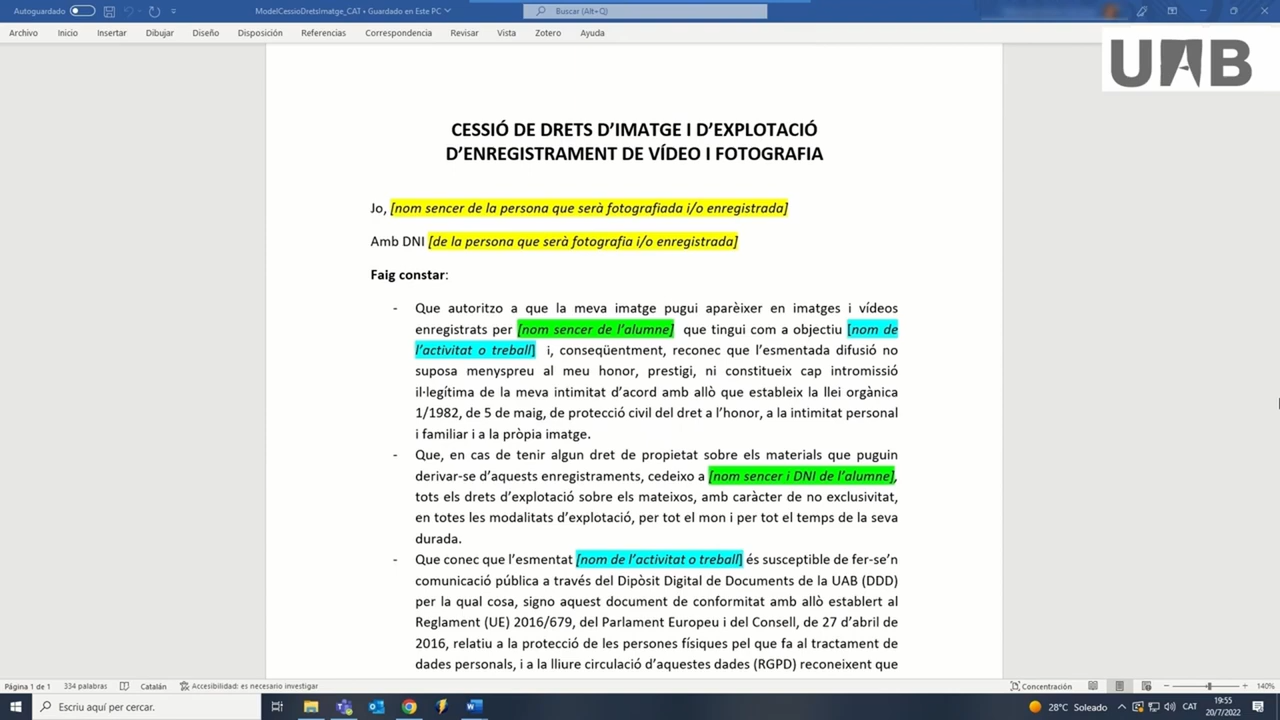 Autoguardado
ModelCessioDretsImatge_CAT • Guardado en Este PC
Buscar (Alt+Q)
Archivo Inicio Insertar Dibujar Diseño Disposición Referencias Correspondencia Revisar Vista Zotero Ayuda
UAB
CESSIÓ DE DRETS D’IMATGE I D’EXPLOTACIÓ
D’ENREGISTRAMENT DE VÍDEO I FOTOGRAFIA
Jo, [nom sencer de la persona que serà fotografiada i/o enregistrada]
Amb DNI [de la persona que serà fotografia i/o enregistrada]
Faig constar:
- Que autoritzo a que la meva imatge pugui aparèixer en imatges i vídeos
enregistrats per [nom sencer de l’alumne] que tingui com a objectiu [nom de
l’activitat o treball] i, conseqüentment, reconec que l’esmentada difusió no
suposa menyspreu al meu honor, prestigi, ni constitueix cap intromissió
il·legítima de la meva intimitat d’acord amb allò que estableix la llei orgànica
1/1982, de 5 de maig, de protecció civil del dret a l’honor, a la intimitat personal
i familiar i a la pròpia imatge.
- Que, en cas de tenir algun dret de propietat sobre els materials que puguin
derivar-se d’aquests enregistraments, cedeixo a [nom sencer i DNI de l’alumne],
tots els drets d’explotació sobre els mateixos, amb caràcter de no exclusivitat,
en totes les modalitats d’explotació, per tot el mon i per tot el temps de la seva
durada.
- Que conec que l’esmentat [nom de l’activitat o treball] és susceptible de fer-se’n
comunicació pública a través del Dipòsit Digital de Documents de la UAB (DDD)
per la qual cosa, signo aquest document de conformitat amb allò establert al
Reglament (UE) 2016/679, del Parlament Europeu i del Consell, de 27 d’abril de
2016, relatiu a la protecció de les persones físiques pel que fa al tractament de
dades personals, i a la lliure circulació d’aquestes dades (RGPD) reconeixent que
Página 1 de 1 334 palabras Catalán Accesibilidad: es necesario investigar Concentración 140%
Escriu aquí per cercar. 28°C Soleado CAT 19:55
20/7/2022